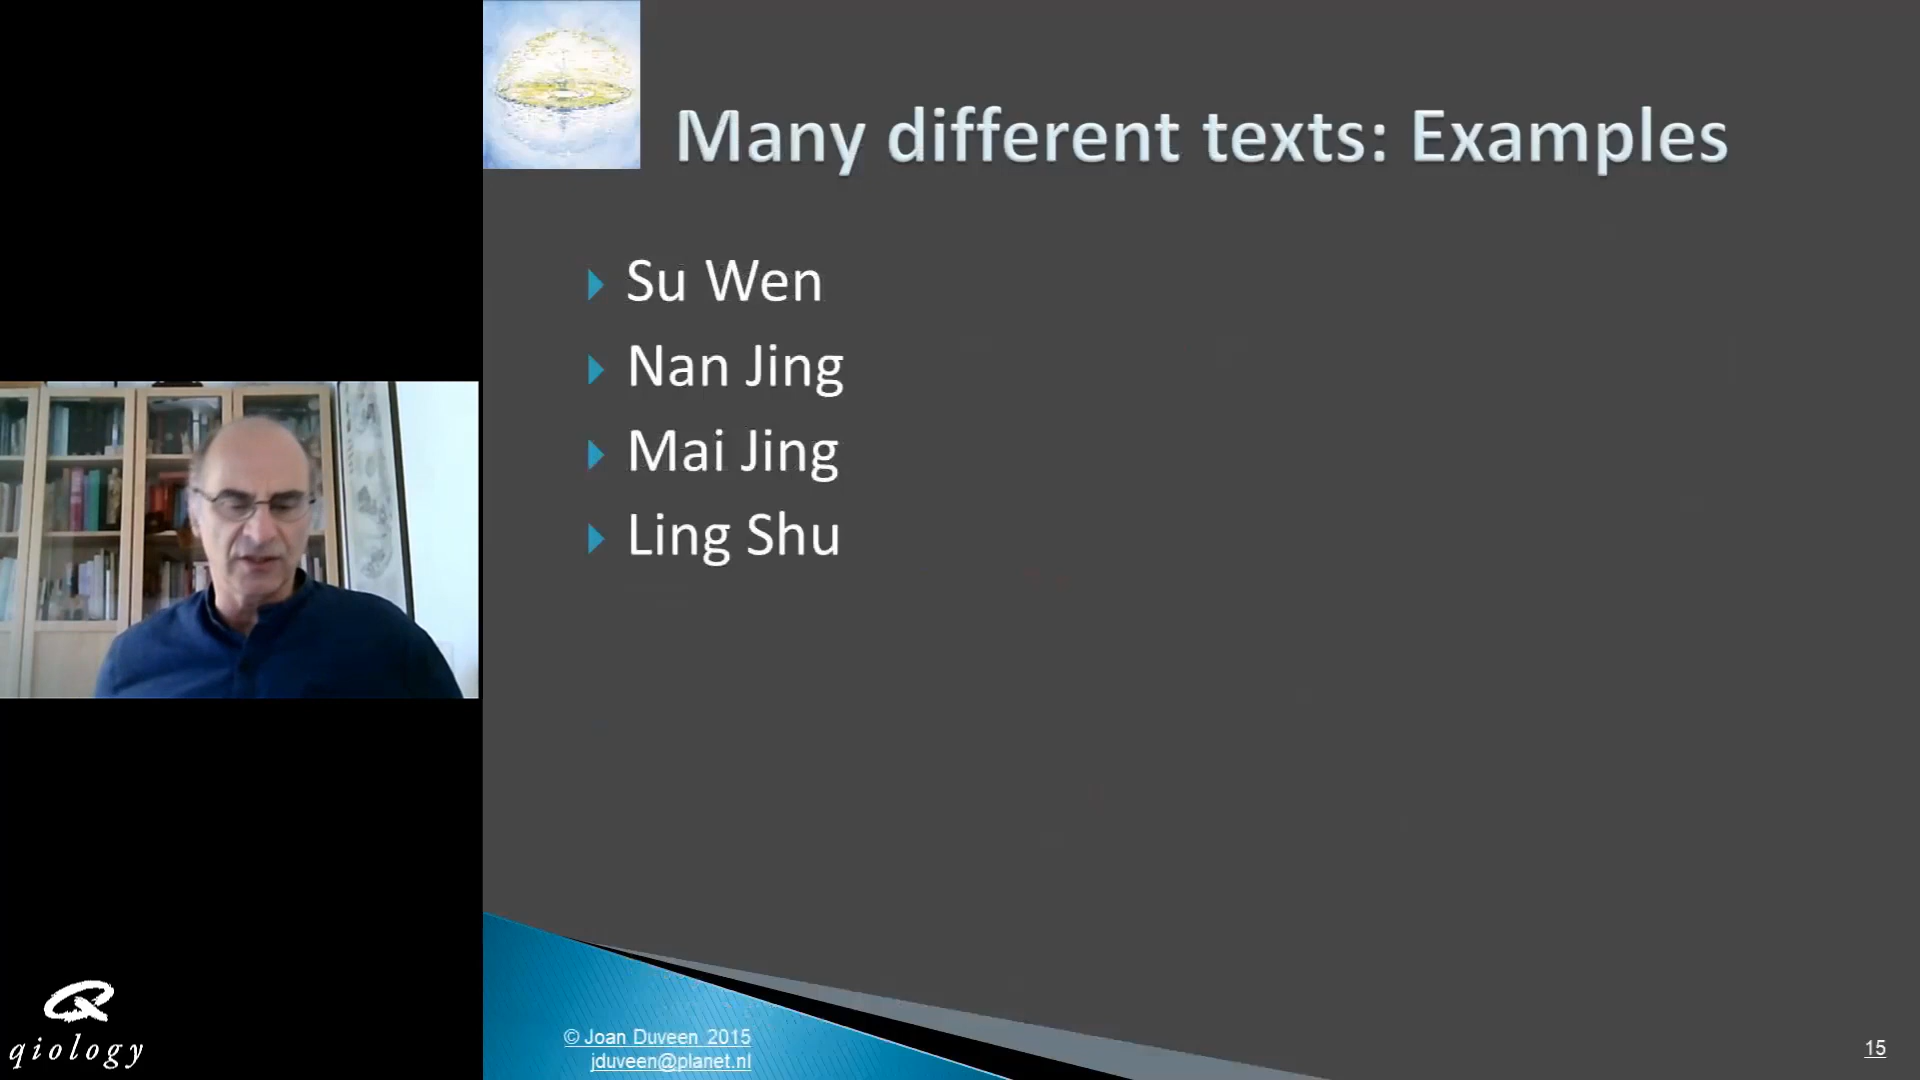 Many different texts: Examples
Su Wen
Nan Jing
Mai Jing
Ling Shu
qiology
© Joan Duveen 2015
jduveen@planet.nl
15